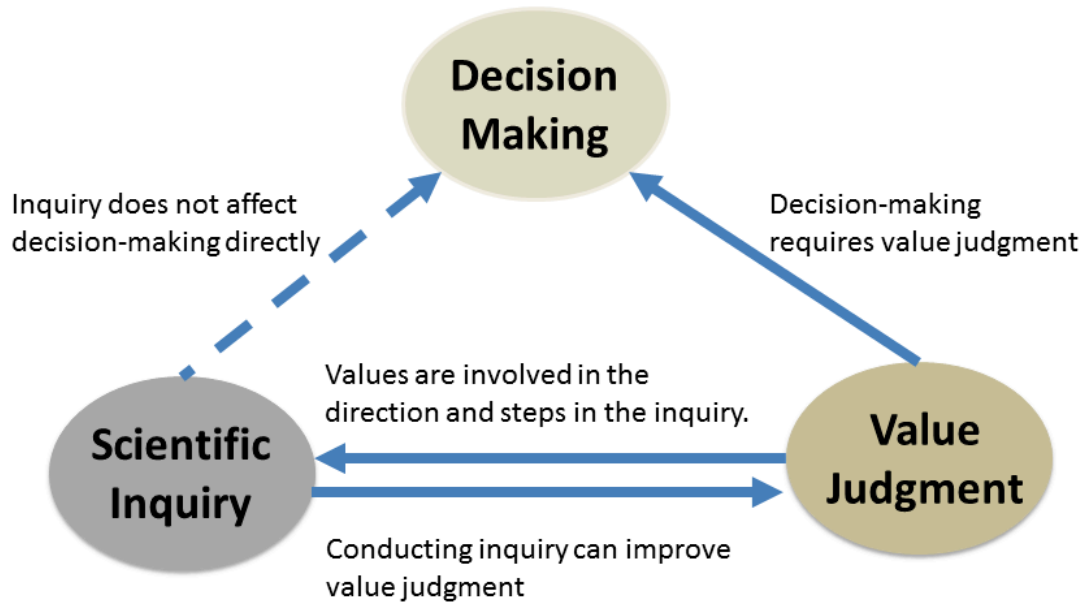 Decision
Making
Inquiry does not affect
decision-making directly
Decision-making
requires value judgment
Values are involved in the
direction and steps in the inquiry.
Scientific
Inquiry
Value
Judgment
Conducting inquiry can improve
value judgment